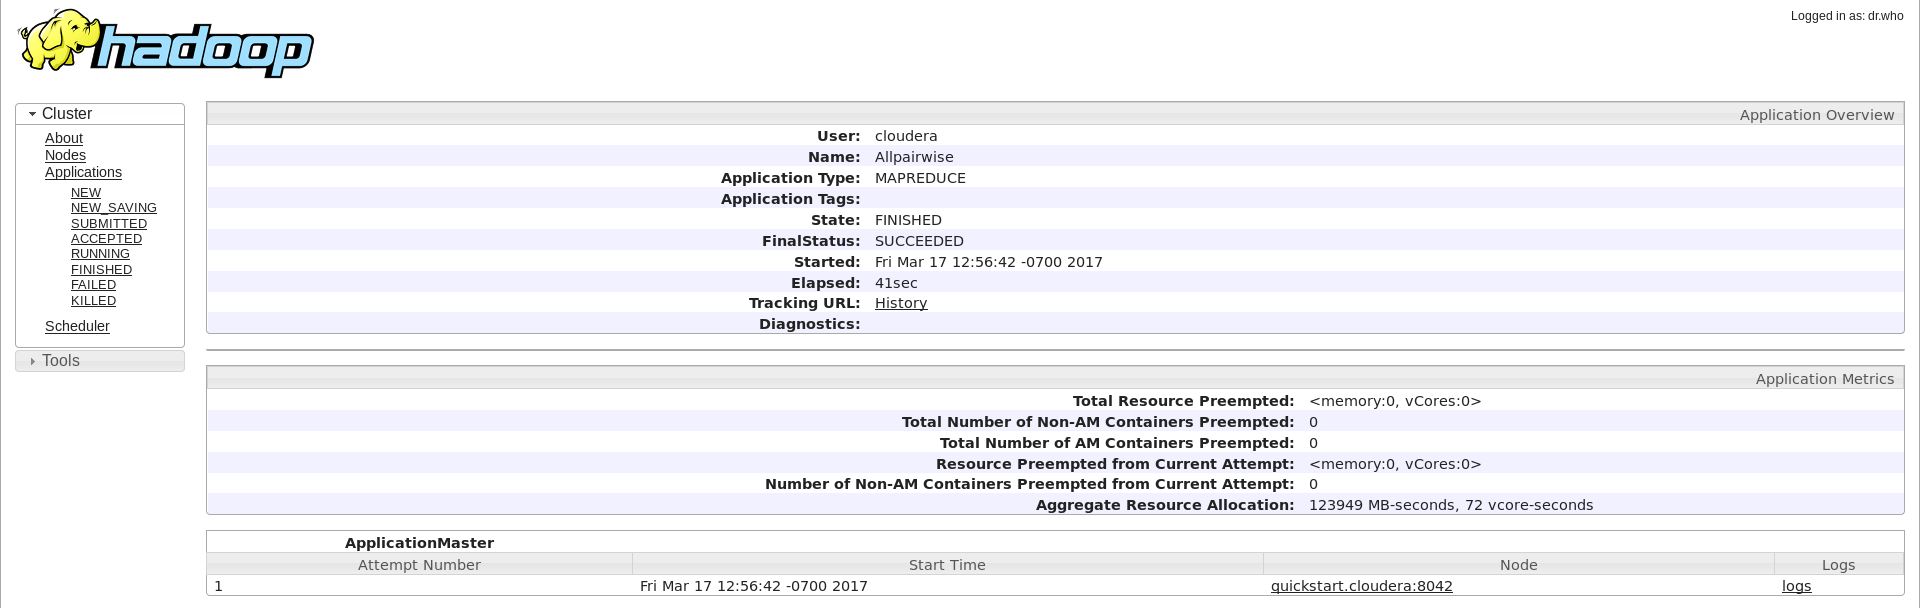 hadoop
Logged in as: dr.who
Cluster
About
Nodes
Applications
NEW
NEW_SAVING
SUBMITTED
ACCEPTED
RUNNING
FINISHED
FAILED
KILLED
Scheduler
Tools
Application Overview
User: cloudera
Name: Allpairwise
Application Type: MAPREDUCE
Application Tags:
State: FINISHED
FinalStatus: SUCCEEDED
Started: Fri Mar 17 12:56:42 -0700 2017
Elapsed: 41sec
Tracking URL: History
Diagnostics:
Application Metrics
Total Resource Preempted: <memory:0, vCores:0>
Total Number of Non-AM Containers Preempted: 0
Total Number of AM Containers Preempted: 0
Resource Preempted from Current Attempt: <memory:0, vCores:0>
Number of Non-AM Containers Preempted from Current Attempt: 0
Aggregate Resource Allocation: 123949 MB-seconds, 72 vcore-seconds
ApplicationMaster
Attempt Number Start Time Node Logs
1 Fri Mar 17 12:56:42 -0700 2017 quickstart.cloudera:8042 logs